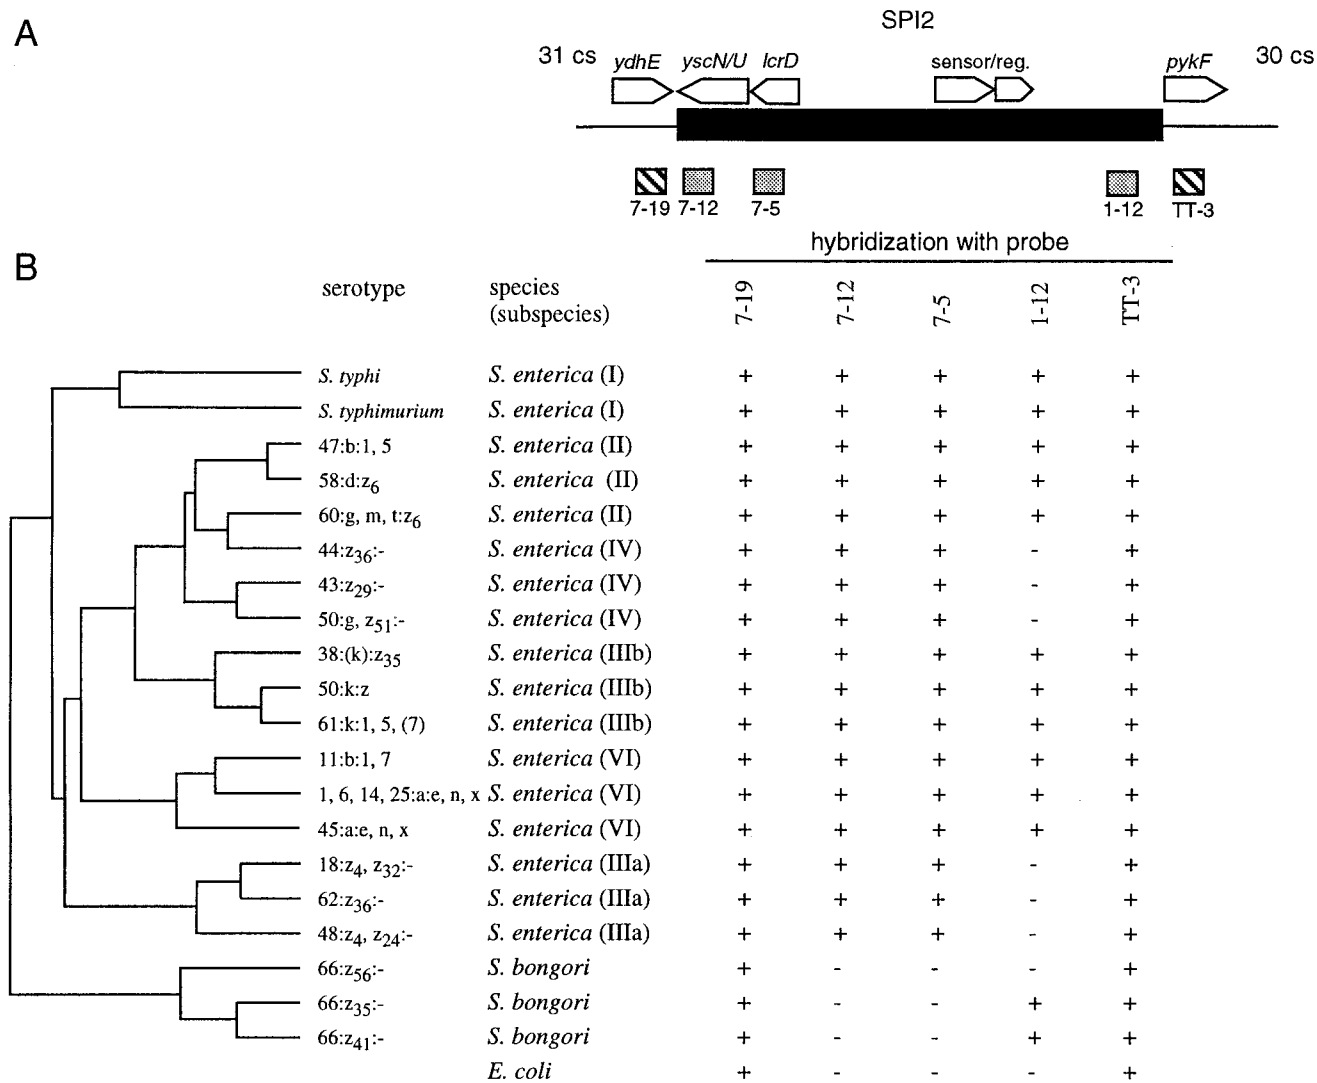 A
SPI2
31 cs ydhE yscN/U lcrD sensor/reg. pykF 30 cs
7-19 7-12 7-5 1-12 TT-3
hybridization with probe
B
serotype species (subspecies) 7-19 7-12 7-5 1-12 TT-3
S. typhi S. enterica (I) + + + + +
S. typhimurium S. enterica (I) + + + + +
47:b:1, 5 S. enterica (II) + + + + +
58:d:z6 S. enterica (II) + + + + +
60:g, m, t:z6 S. enterica (II) + + + + +
44:z36:- S. enterica (IV) + + + - +
43:z29:- S. enterica (IV) + + + - +
50:g, z51:- S. enterica (IV) + + + - +
38:(k):z35 S. enterica (IIIb) + + + + +
50:k:z S. enterica (IIIb) + + + + +
61:k:1, 5, (7) S. enterica (IIIb) + + + + +
11:b:1, 7 S. enterica (VI) + + + + +
1, 6, 14, 25:a:e, n, x S. enterica (VI) + + + + +
45:a:e, n, x S. enterica (VI) + + + + +
18:z4, z32:- S. enterica (IIIa) + + + - +
62:z36:- S. enterica (IIIa) + + + - +
48:z4, z24:- S. enterica (IIIa) + + + - +
66:z56:- S. bongori + - - - +
66:z35:- S. bongori + - - + +
66:z41:- S. bongori + - - + +
E. coli + - - - +